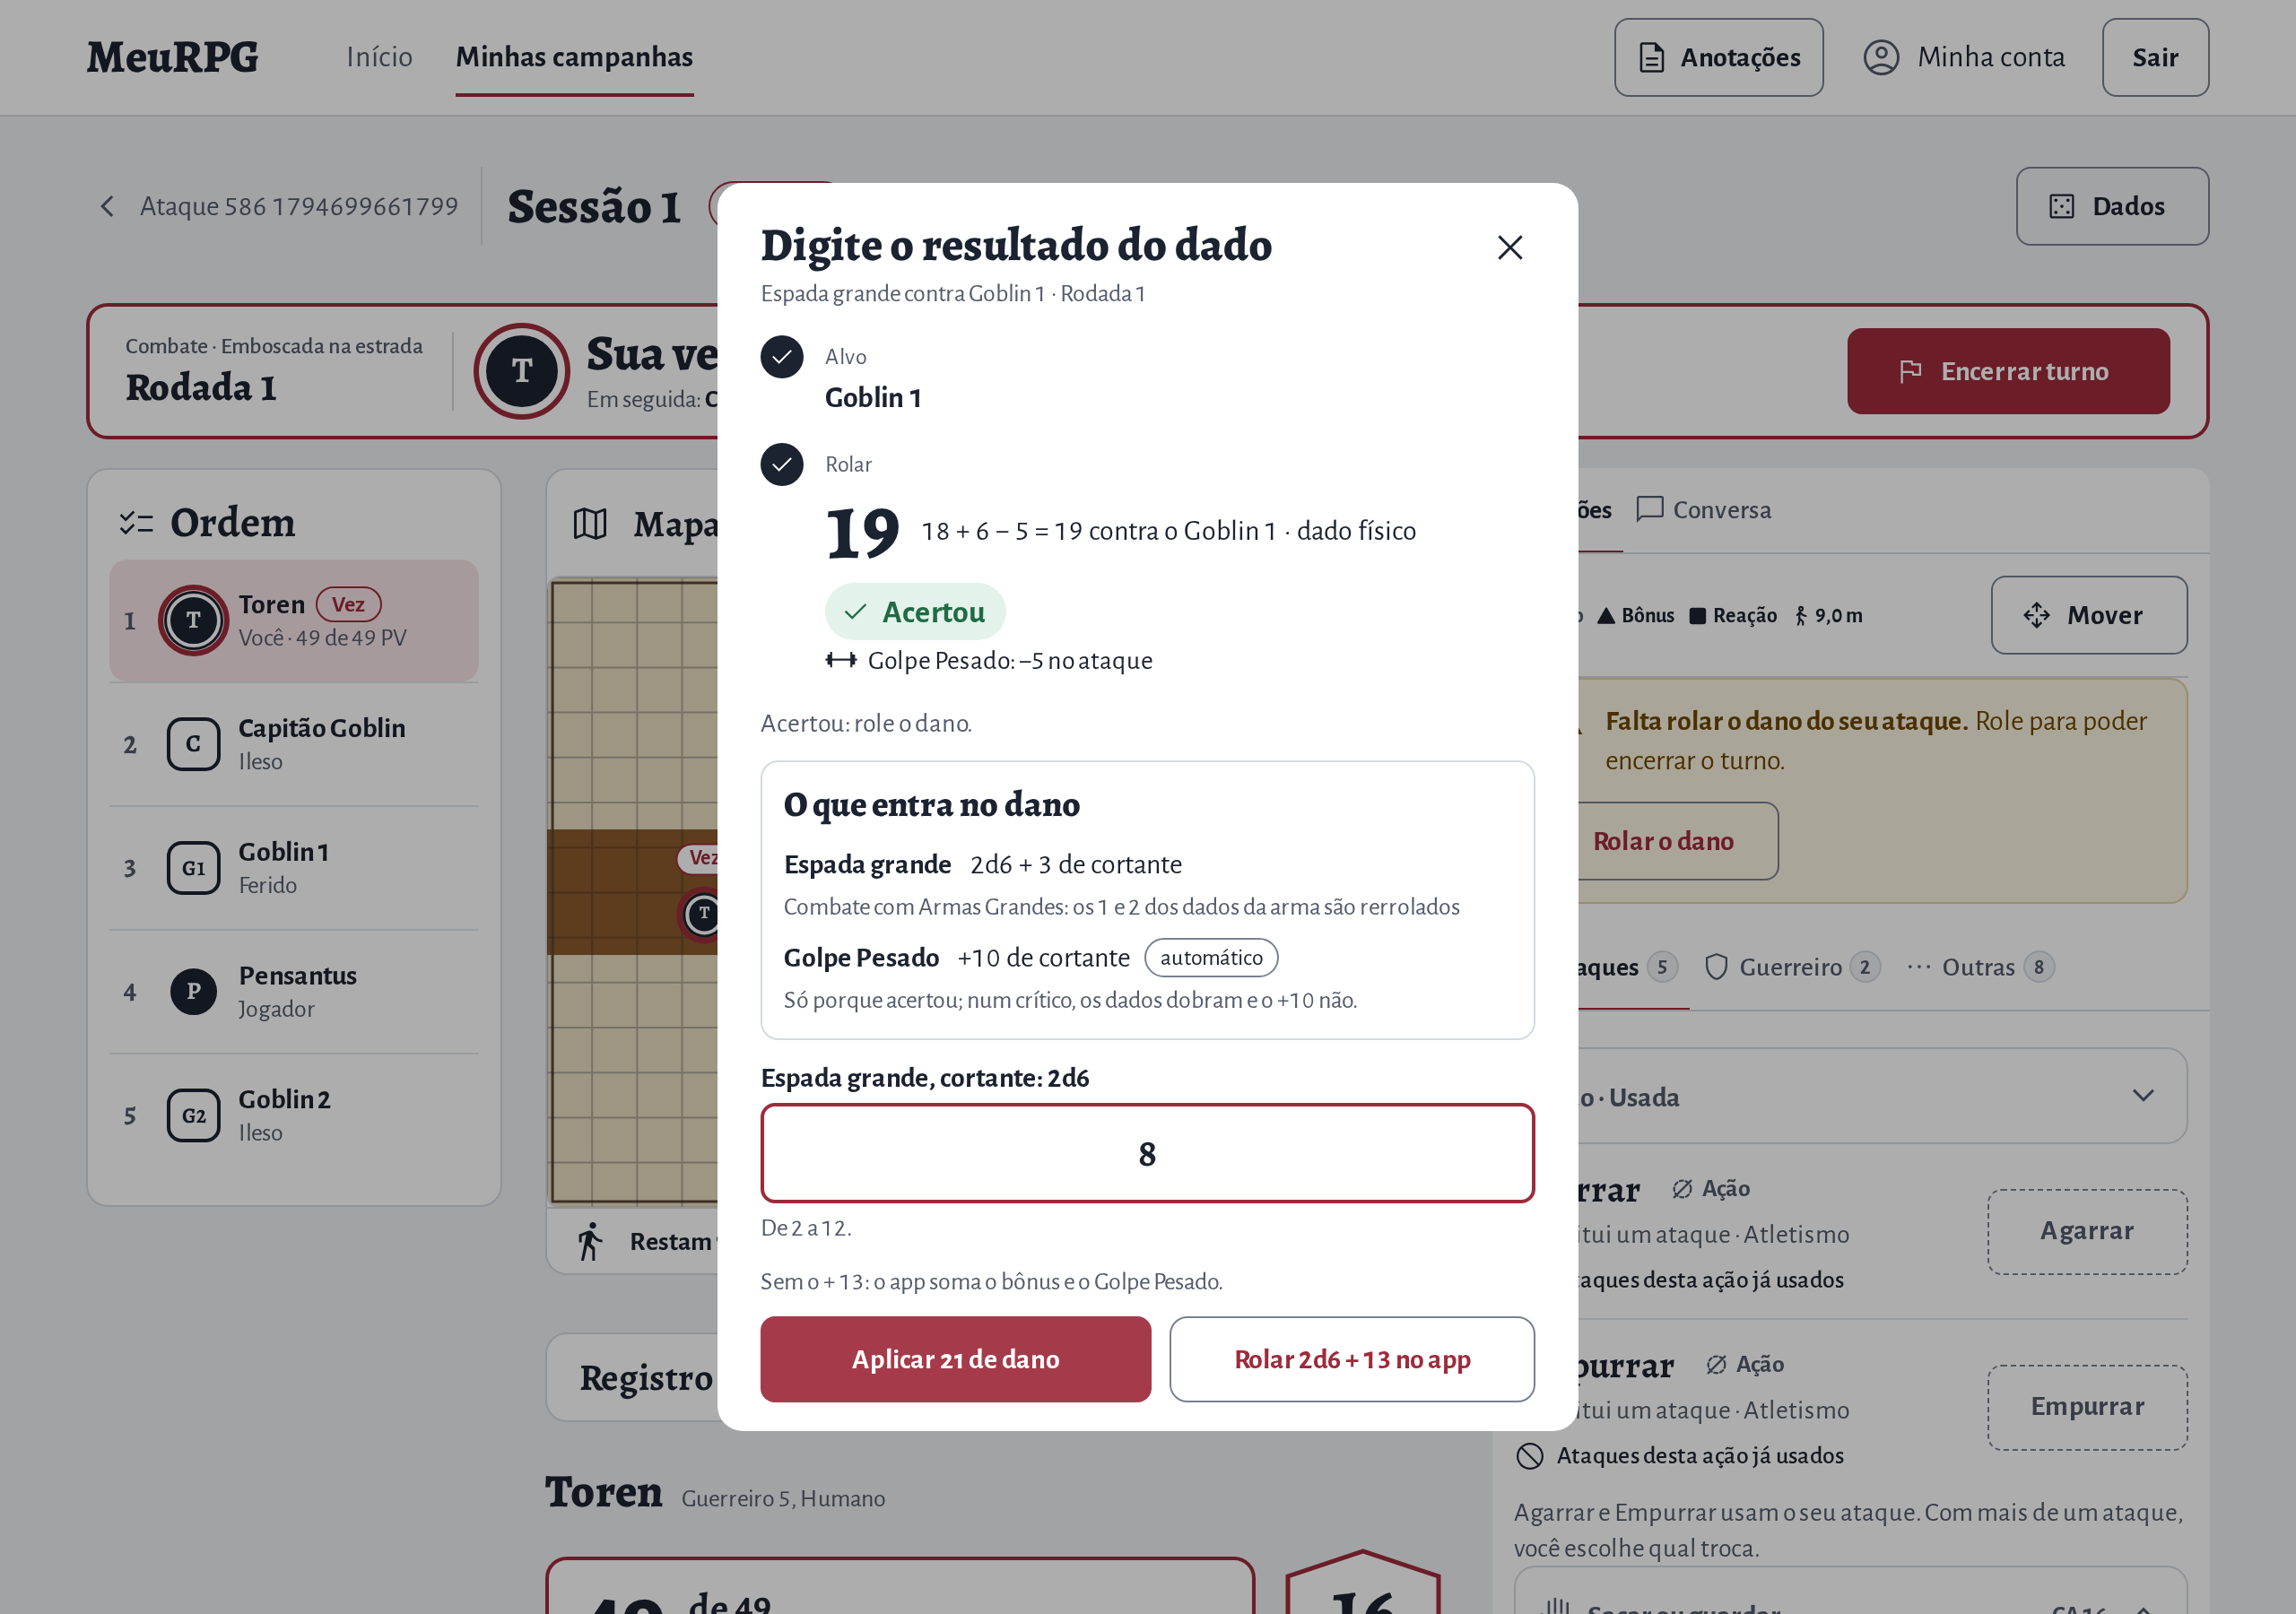 MeuRPG
Início
Minhas campanhas
Anotações
Minha conta
Sair
Ataque 586 1794699661799
Sessão 1
Dados
Combate · Emboscada na estrada
Rodada 1
T
Sua ve
Em seguida: C
Encerrar turno
Ordem
1
T
Toren
Vez
Você · 49 de 49 PV
2
C
Capitão Goblin
Ileso
3
G1
Goblin 1
Ferido
4
P
Pensantus
Jogador
5
G2
Goblin 2
Ileso
Mapa
Vez
T
Restam
Registro
Toren
Guerreiro 5, Humano
de 49
16
Digite o resultado do dado
Espada grande contra Goblin 1 · Rodada 1
Alvo
Goblin 1
Rolar
19
18 + 6 – 5 = 19 contra o Goblin 1 · dado físico
Acertou
Golpe Pesado: –5 no ataque
Acertou: role o dano.
O que entra no dano
Espada grande 2d6 + 3 de cortante
Combate com Armas Grandes: os 1 e 2 dos dados da arma são rerrolados
Golpe Pesado +10 de cortante automático
Só porque acertou; num crítico, os dados dobram e o +10 não.
Espada grande, cortante: 2d6
8
De 2 a 12.
Sem o + 13: o app soma o bônus e o Golpe Pesado.
Aplicar 21 de dano
Rolar 2d6 + 13 no app
ões
Conversa
Bônus
Reação
9,0 m
Mover
Falta rolar o dano do seu ataque. Role para poder
encerrar o turno.
Rolar o dano
aques 5
Guerreiro 2
Outras 8
o · Usada
rrar
Ação
itui um ataque · Atletismo
taques desta ação já usados
Agarrar
purrar
Ação
itui um ataque · Atletismo
Ataques desta ação já usados
Empurrar
Agarrar e Empurrar usam o seu ataque. Com mais de um ataque,
você escolhe qual troca.